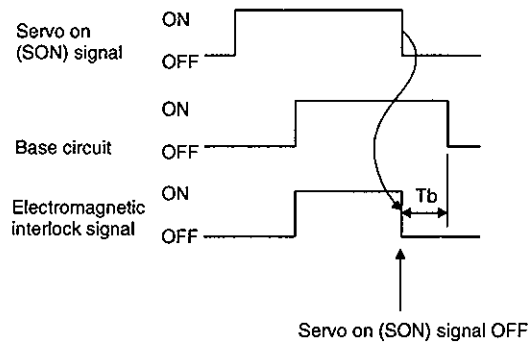 Servo on
(SON) signal
ON
OFF
Base circuit
ON
OFF
Electromagnetic
interlock signal
ON
OFF
Tb
Servo on (SON) signal OFF